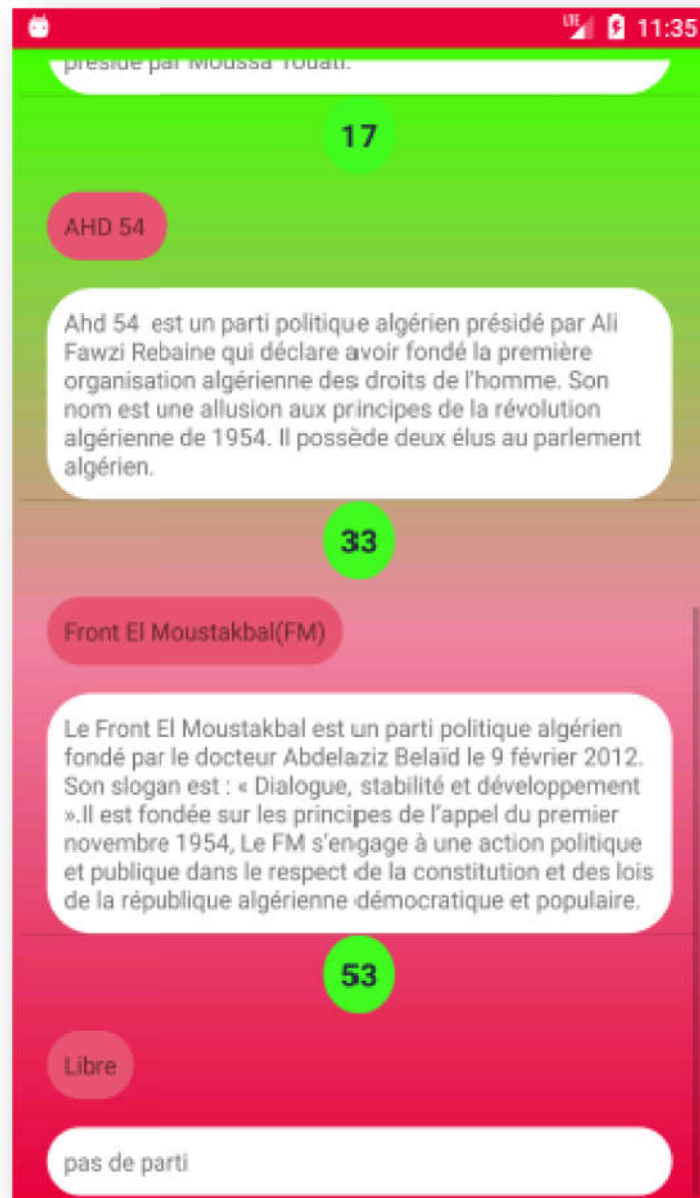 LTE 11:35
préside par Moussa Touati.
17
AHD 54
Ahd 54 est un parti politique algérien présidé par Ali
Fawzi Rebaine qui déclare avoir fondé la première
organisation algérienne des droits de l'homme. Son
nom est une allusion aux principes de la révolution
algérienne de 1954. Il possède deux élus au parlement
algérien.
33
Front El Moustakbal(FM)
Le Front El Moustakbal est un parti politique algérien
fondé par le docteur Abdelaziz Belaïd le 9 février 2012.
Son slogan est : « Dialogue, stabilité et développement
».Il est fondée sur les principes de l'appel du premier
novembre 1954, Le FM s'engage à une action politique
et publique dans le respect de la constitution et des lois
de la république algérienne démocratique et populaire.
53
Libre
pas de parti